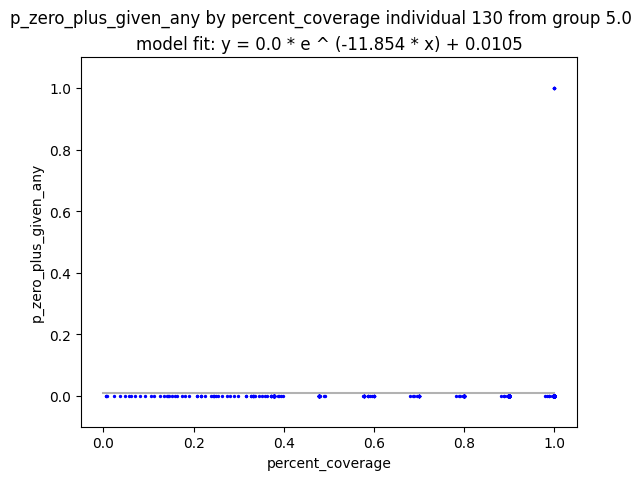 p_zero_plus_given_any by percent_coverage individual 130 from group 5.0
model fit: y = 0.0 * e ^ (-11.854 * x) + 0.0105
1.0
0.8
0.6
0.4
0.2
0.0
p_zero_plus_given_any
0.0 0.2 0.4 0.6 0.8 1.0
percent_coverage